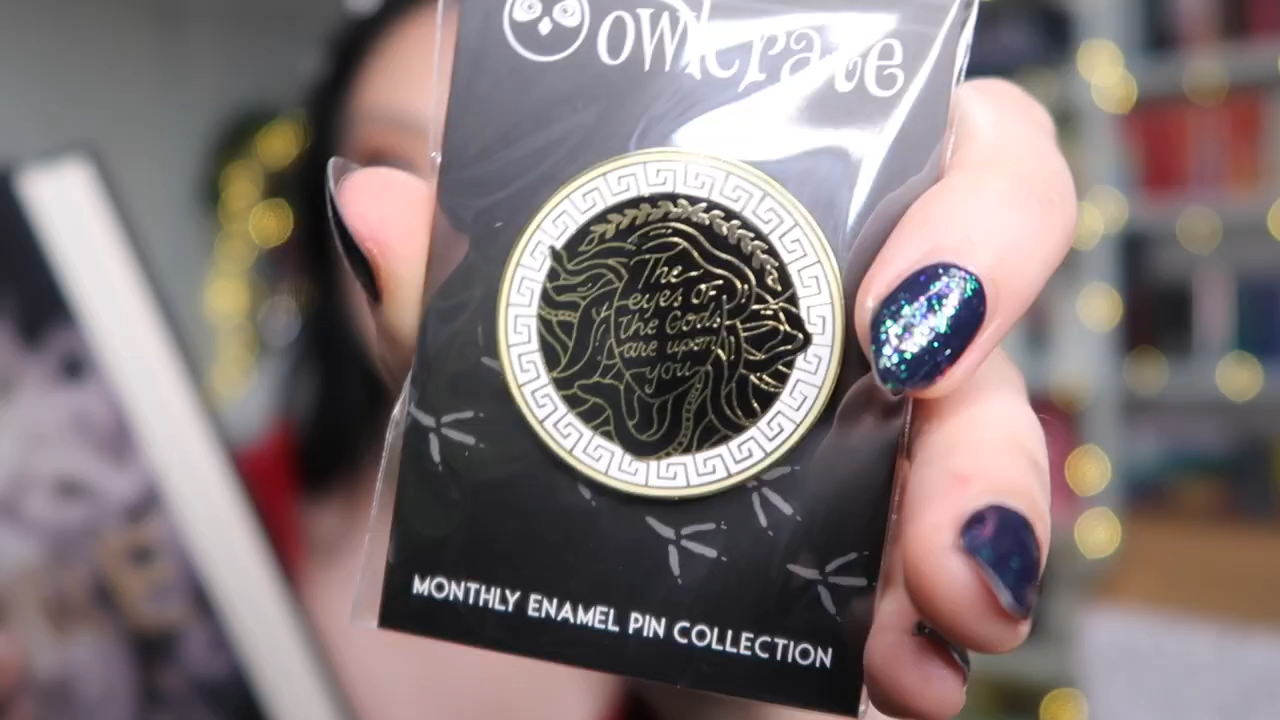 owlcrate
The
eyes of
the Gods
are upon
you
MONTHLY ENAMEL PIN COLLECTION